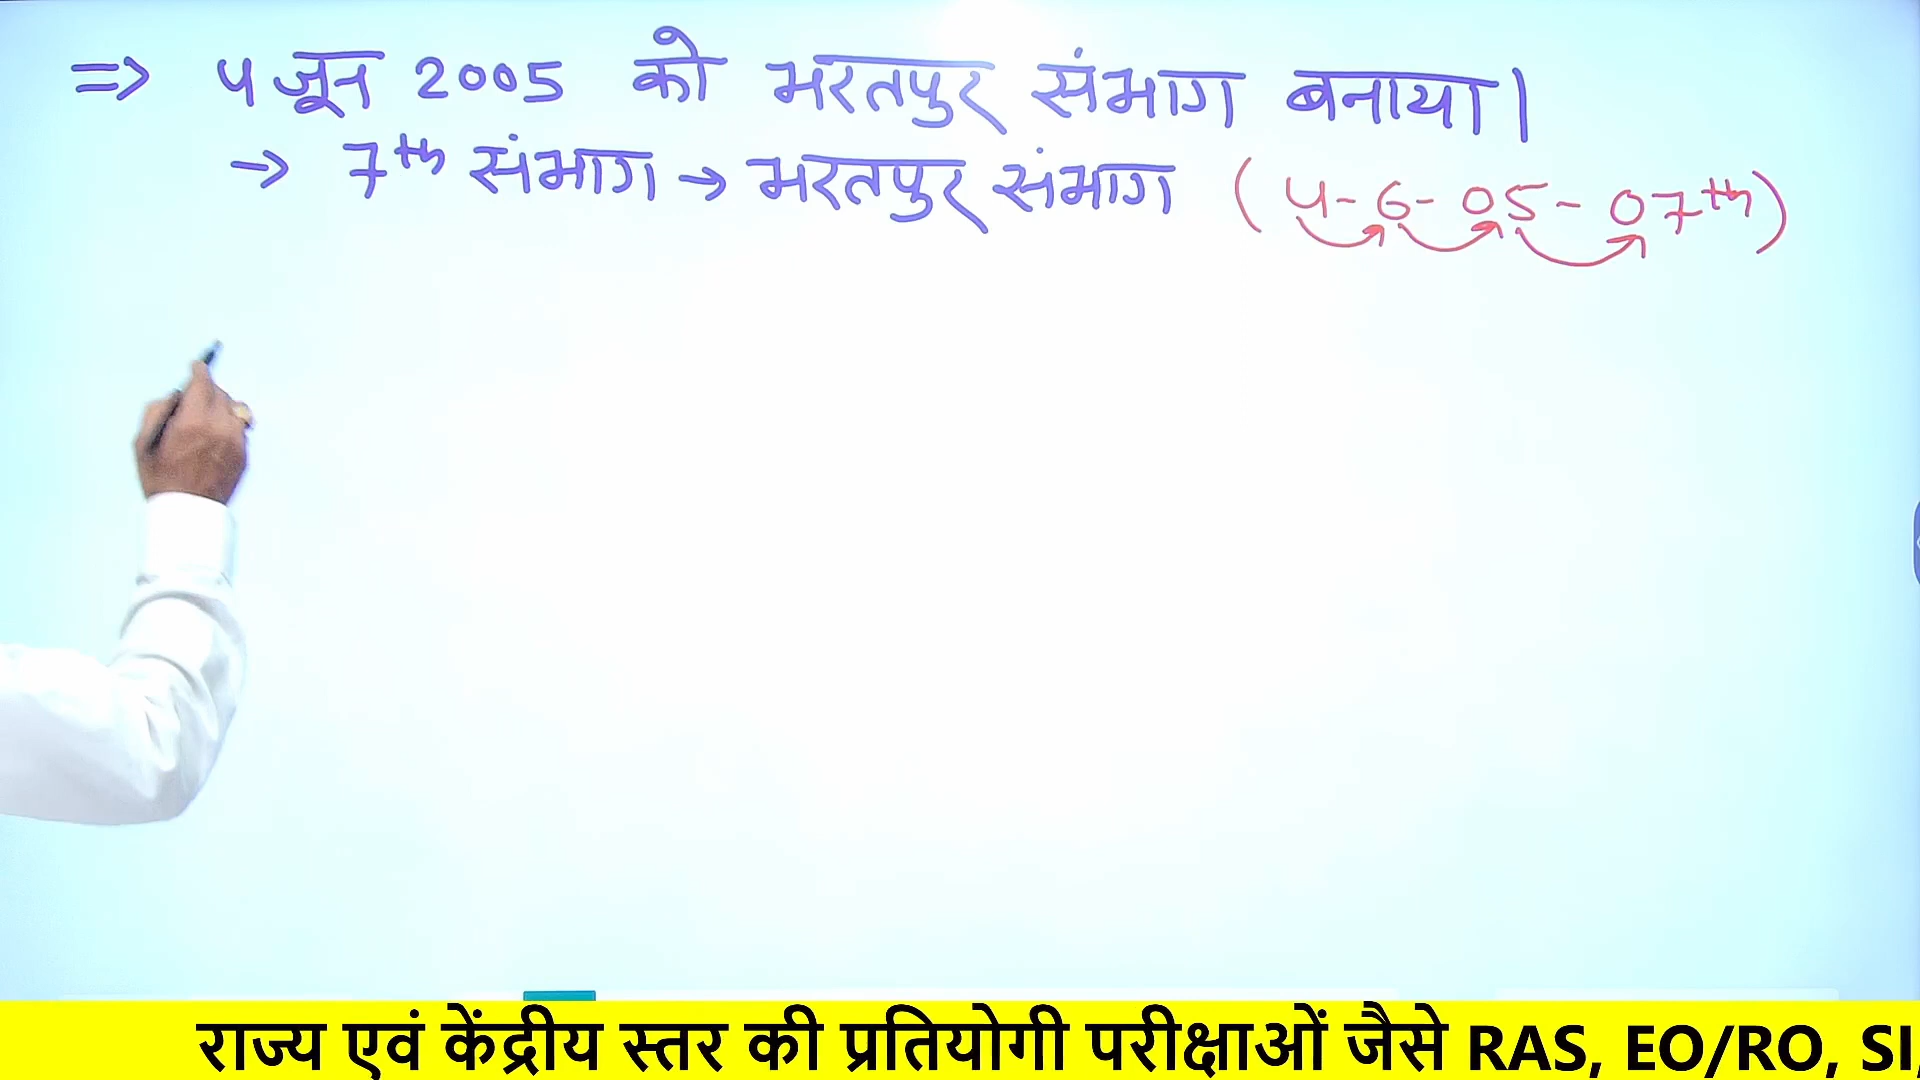 => 4 जून 2005 को भरतपुर संभाग बनाया।
→ 7th संभाग → भरतपुर संभाग (4-6-05-07th)
राज्य एवं केंद्रीय स्तर की प्रतियोगी परीक्षाओं जैसे RAS, EO/RO, SI,